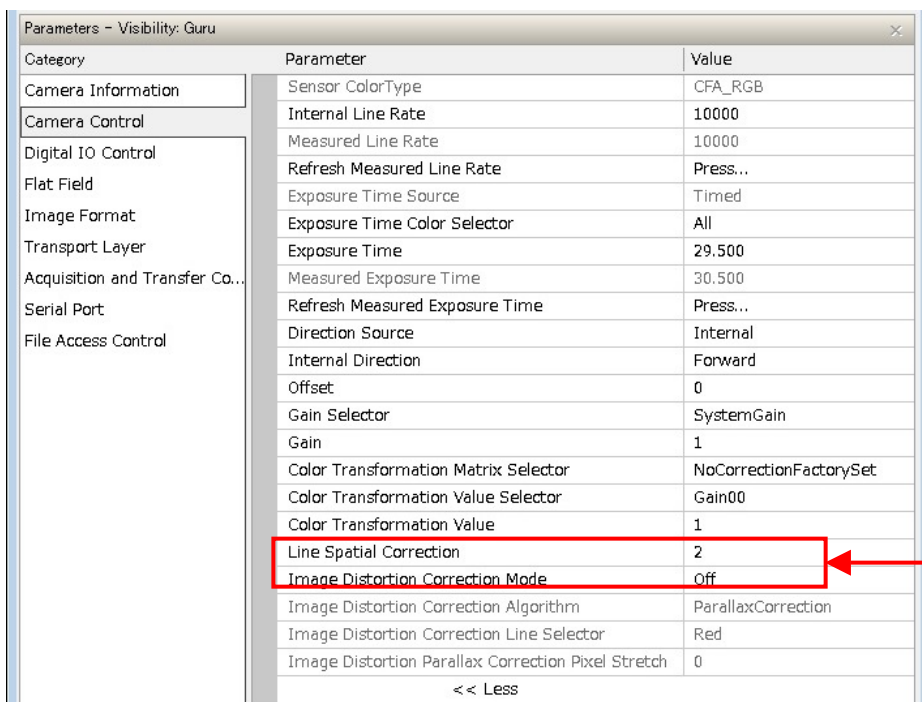 Parameters - Visibility: Guru
Category
Camera Information
Camera Control
Digital IO Control
Flat Field
Image Format
Transport Layer
Acquisition and Transfer Co...
Serial Port
File Access Control
Parameter Value
Sensor ColorType CFA_RGB
Internal Line Rate 10000
Measured Line Rate 10000
Refresh Measured Line Rate Press...
Exposure Time Source Timed
Exposure Time Color Selector All
Exposure Time 29.500
Measured Exposure Time 30.500
Refresh Measured Exposure Time Press...
Direction Source Internal
Internal Direction Forward
Offset 0
Gain Selector SystemGain
Gain 1
Color Transformation Matrix Selector NoCorrectionFactorySet
Color Transformation Value Selector Gain00
Color Transformation Value 1
Line Spatial Correction 2
Image Distortion Correction Mode Off
Image Distortion Correction Algorithm ParallaxCorrection
Image Distortion Correction Line Selector Red
Image Distortion Parallax Correction Pixel Stretch 0
<< Less